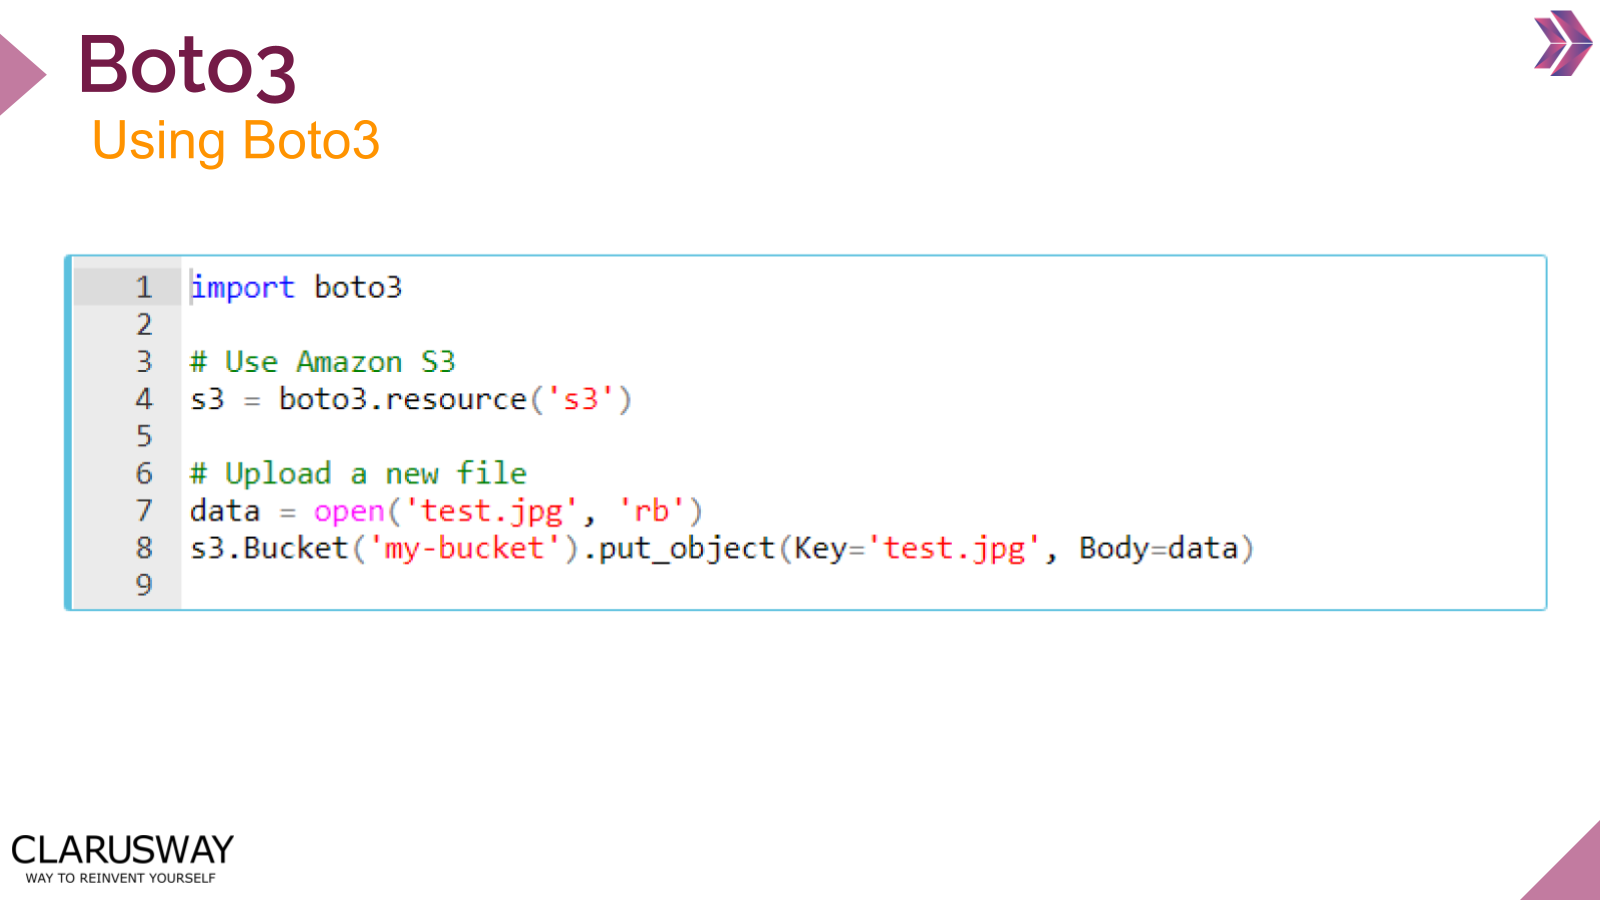 Boto3
Using Boto3
1 import boto3
2
3 # Use Amazon S3
4 s3 = boto3.resource('s3')
5
6 # Upload a new file
7 data = open('test.jpg', 'rb')
8 s3.Bucket('my-bucket').put_object(Key='test.jpg', Body=data)
9
CLARUSWAY
WAY TO REINVENT YOURSELF